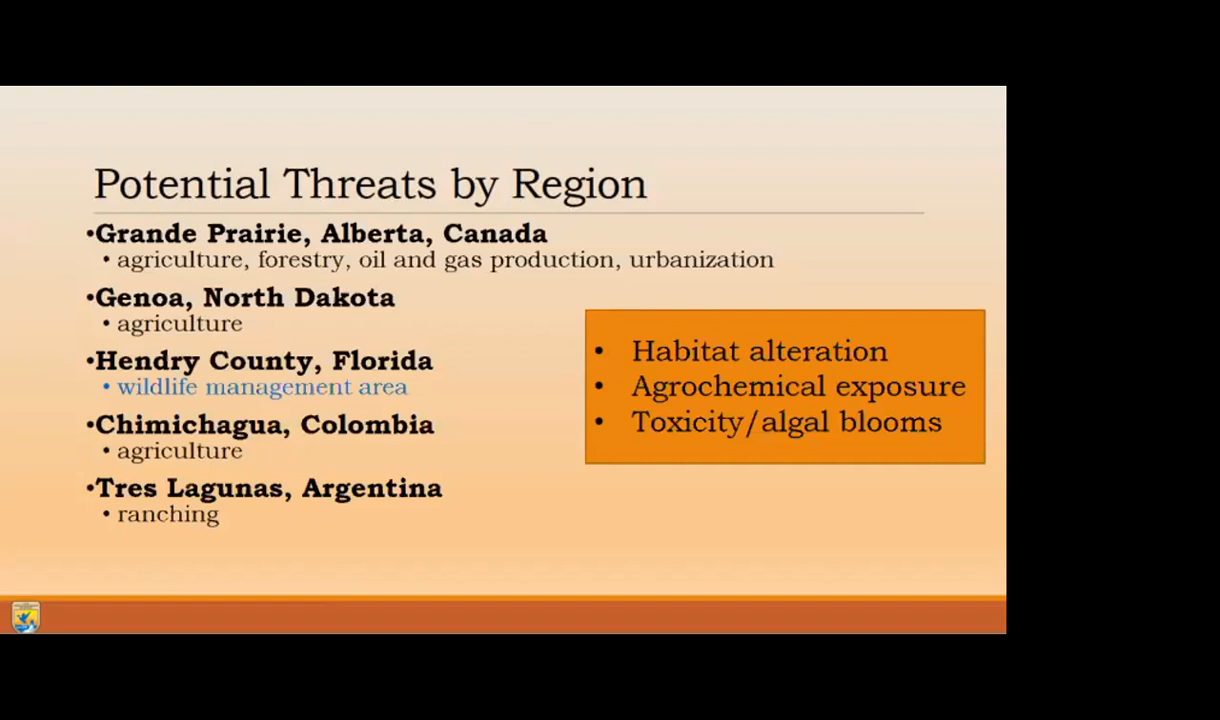 Potential Threats by Region
•Grande Prairie, Alberta, Canada
• agriculture, forestry, oil and gas production, urbanization
•Genoa, North Dakota
• agriculture
•Hendry County, Florida
• wildlife management area
•Chimichagua, Colombia
• agriculture
•Tres Lagunas, Argentina
• ranching
• Habitat alteration
• Agrochemical exposure
• Toxicity/algal blooms